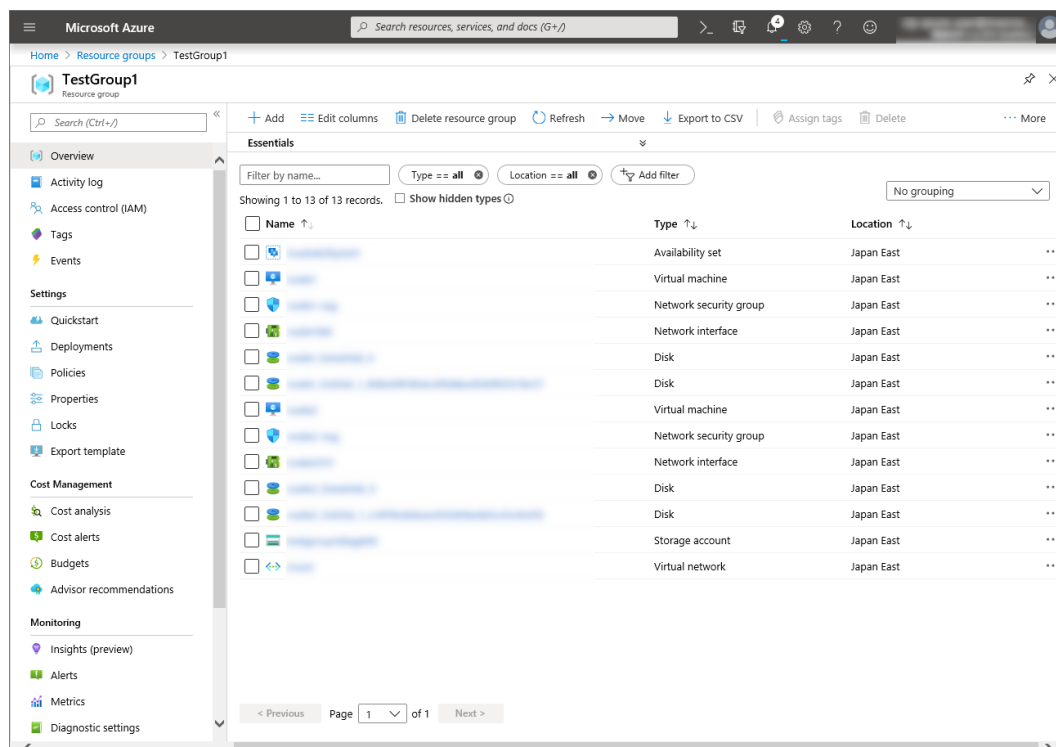 Microsoft Azure
Search resources, services, and docs (G+/)
4
Home > Resource groups > TestGroup1
TestGroup1
Resource group
Search (Ctrl+/)
Overview
Activity log
Access control (IAM)
Tags
Events
Settings
Quickstart
Deployments
Policies
Properties
Locks
Export template
Cost Management
Cost analysis
Cost alerts
Budgets
Advisor recommendations
Monitoring
Insights (preview)
Alerts
Metrics
Diagnostic settings
Add Edit columns Delete resource group Refresh Move Export to CSV Assign tags Delete ··· More
Essentials
Filter by name... Type == all Location == all Add filter
Showing 1 to 13 of 13 records. Show hidden types
No grouping
Name Type Location
Availability set Japan East
Virtual machine Japan East
Network security group Japan East
Network interface Japan East
Disk Japan East
Disk Japan East
Virtual machine Japan East
Network security group Japan East
Network interface Japan East
Disk Japan East
Disk Japan East
Storage account Japan East
Virtual network Japan East
< Previous Page 1 of 1 Next >